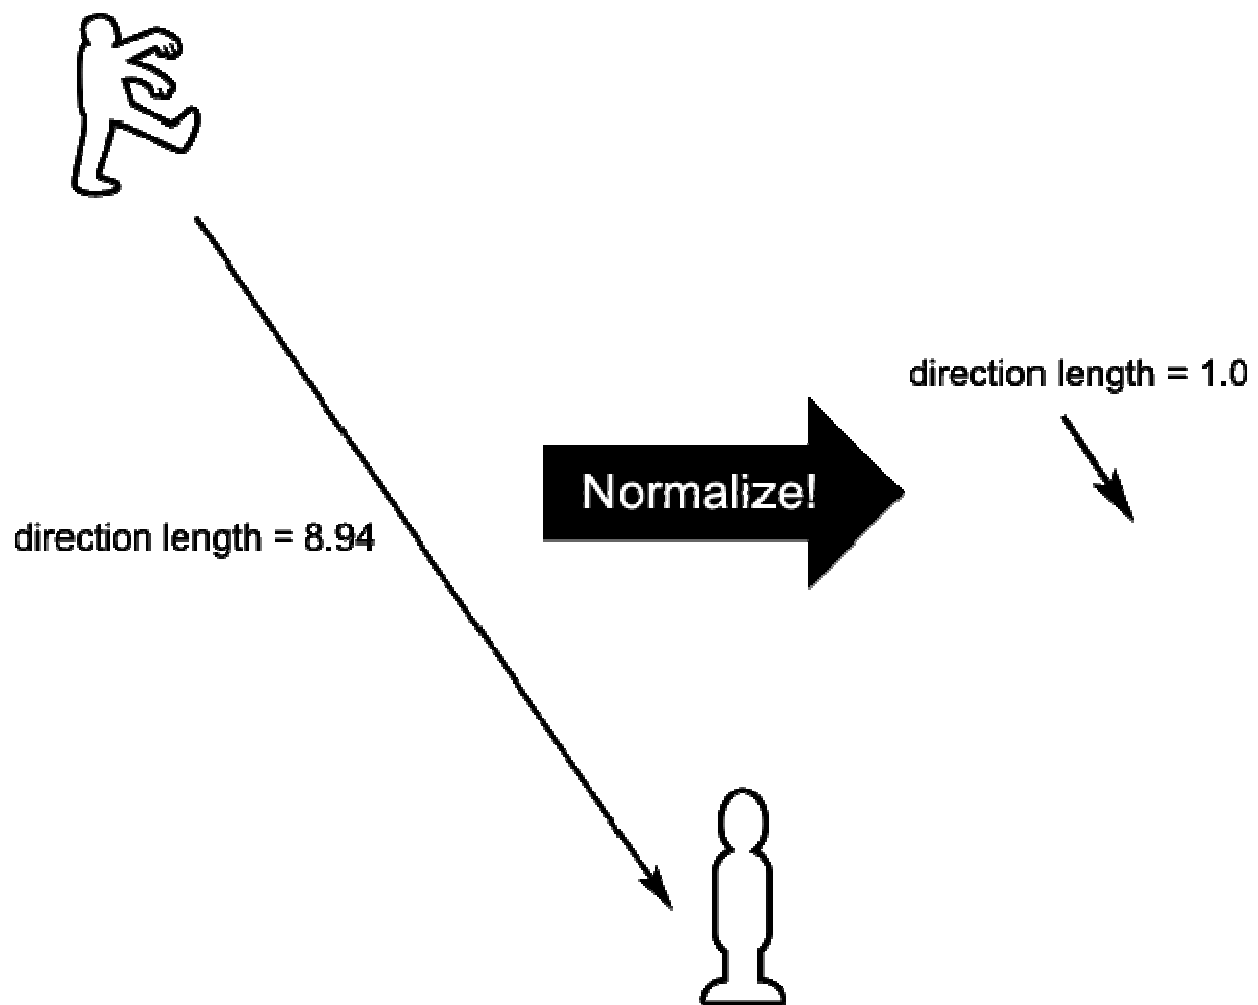 direction length = 1.0
Normalize!
direction length = 8.94